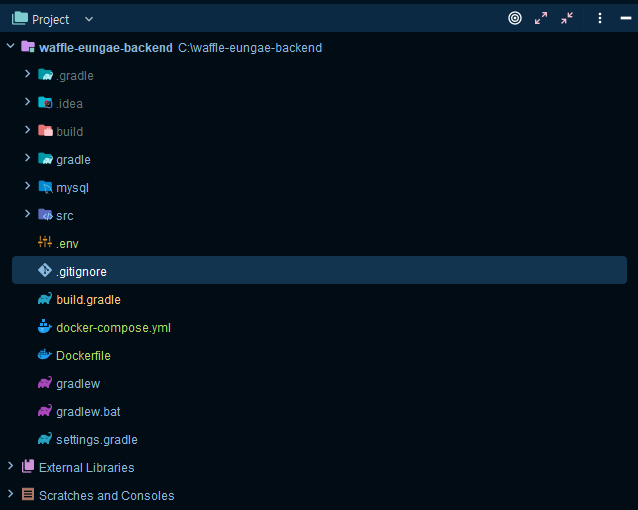 Project
waffle-eungae-backend C:\waffle-eungae-backend
.gradle
.idea
build
gradle
mysql
src
.env
.gitignore
build.gradle
docker-compose.yml
Dockerfile
gradlew
gradlew.bat
settings.gradle
External Libraries
Scratches and Consoles